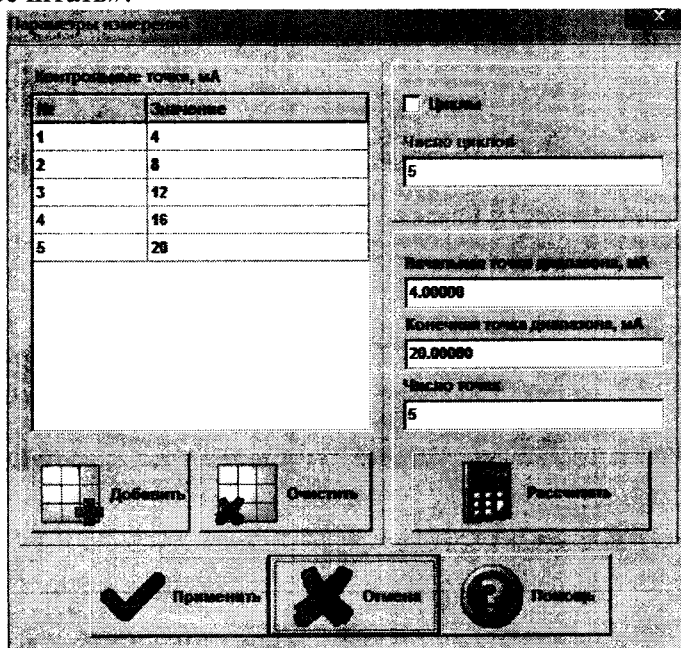 Параметры измерений
Контрольные точки, мА
№ Значение
1 4
2 8
3 12
4 16
5 20
Добавить
Очистить
Циклы
Число циклов
5
Начальная точка диапазона, мА
4.00000
Конечная точка диапазона, мА
20.00000
Число точек
5
Рассчитать
Применить
Отмена
Помощь